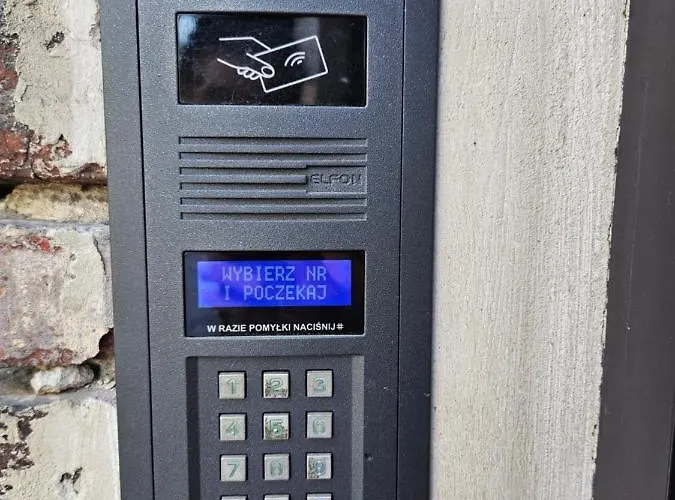 ELFON
WYBIERZ NR
I POCZEKAJ
W RAZIE POMYŁKI NACIŚNIJ #
1 2 3
4 5 6
7 8 9